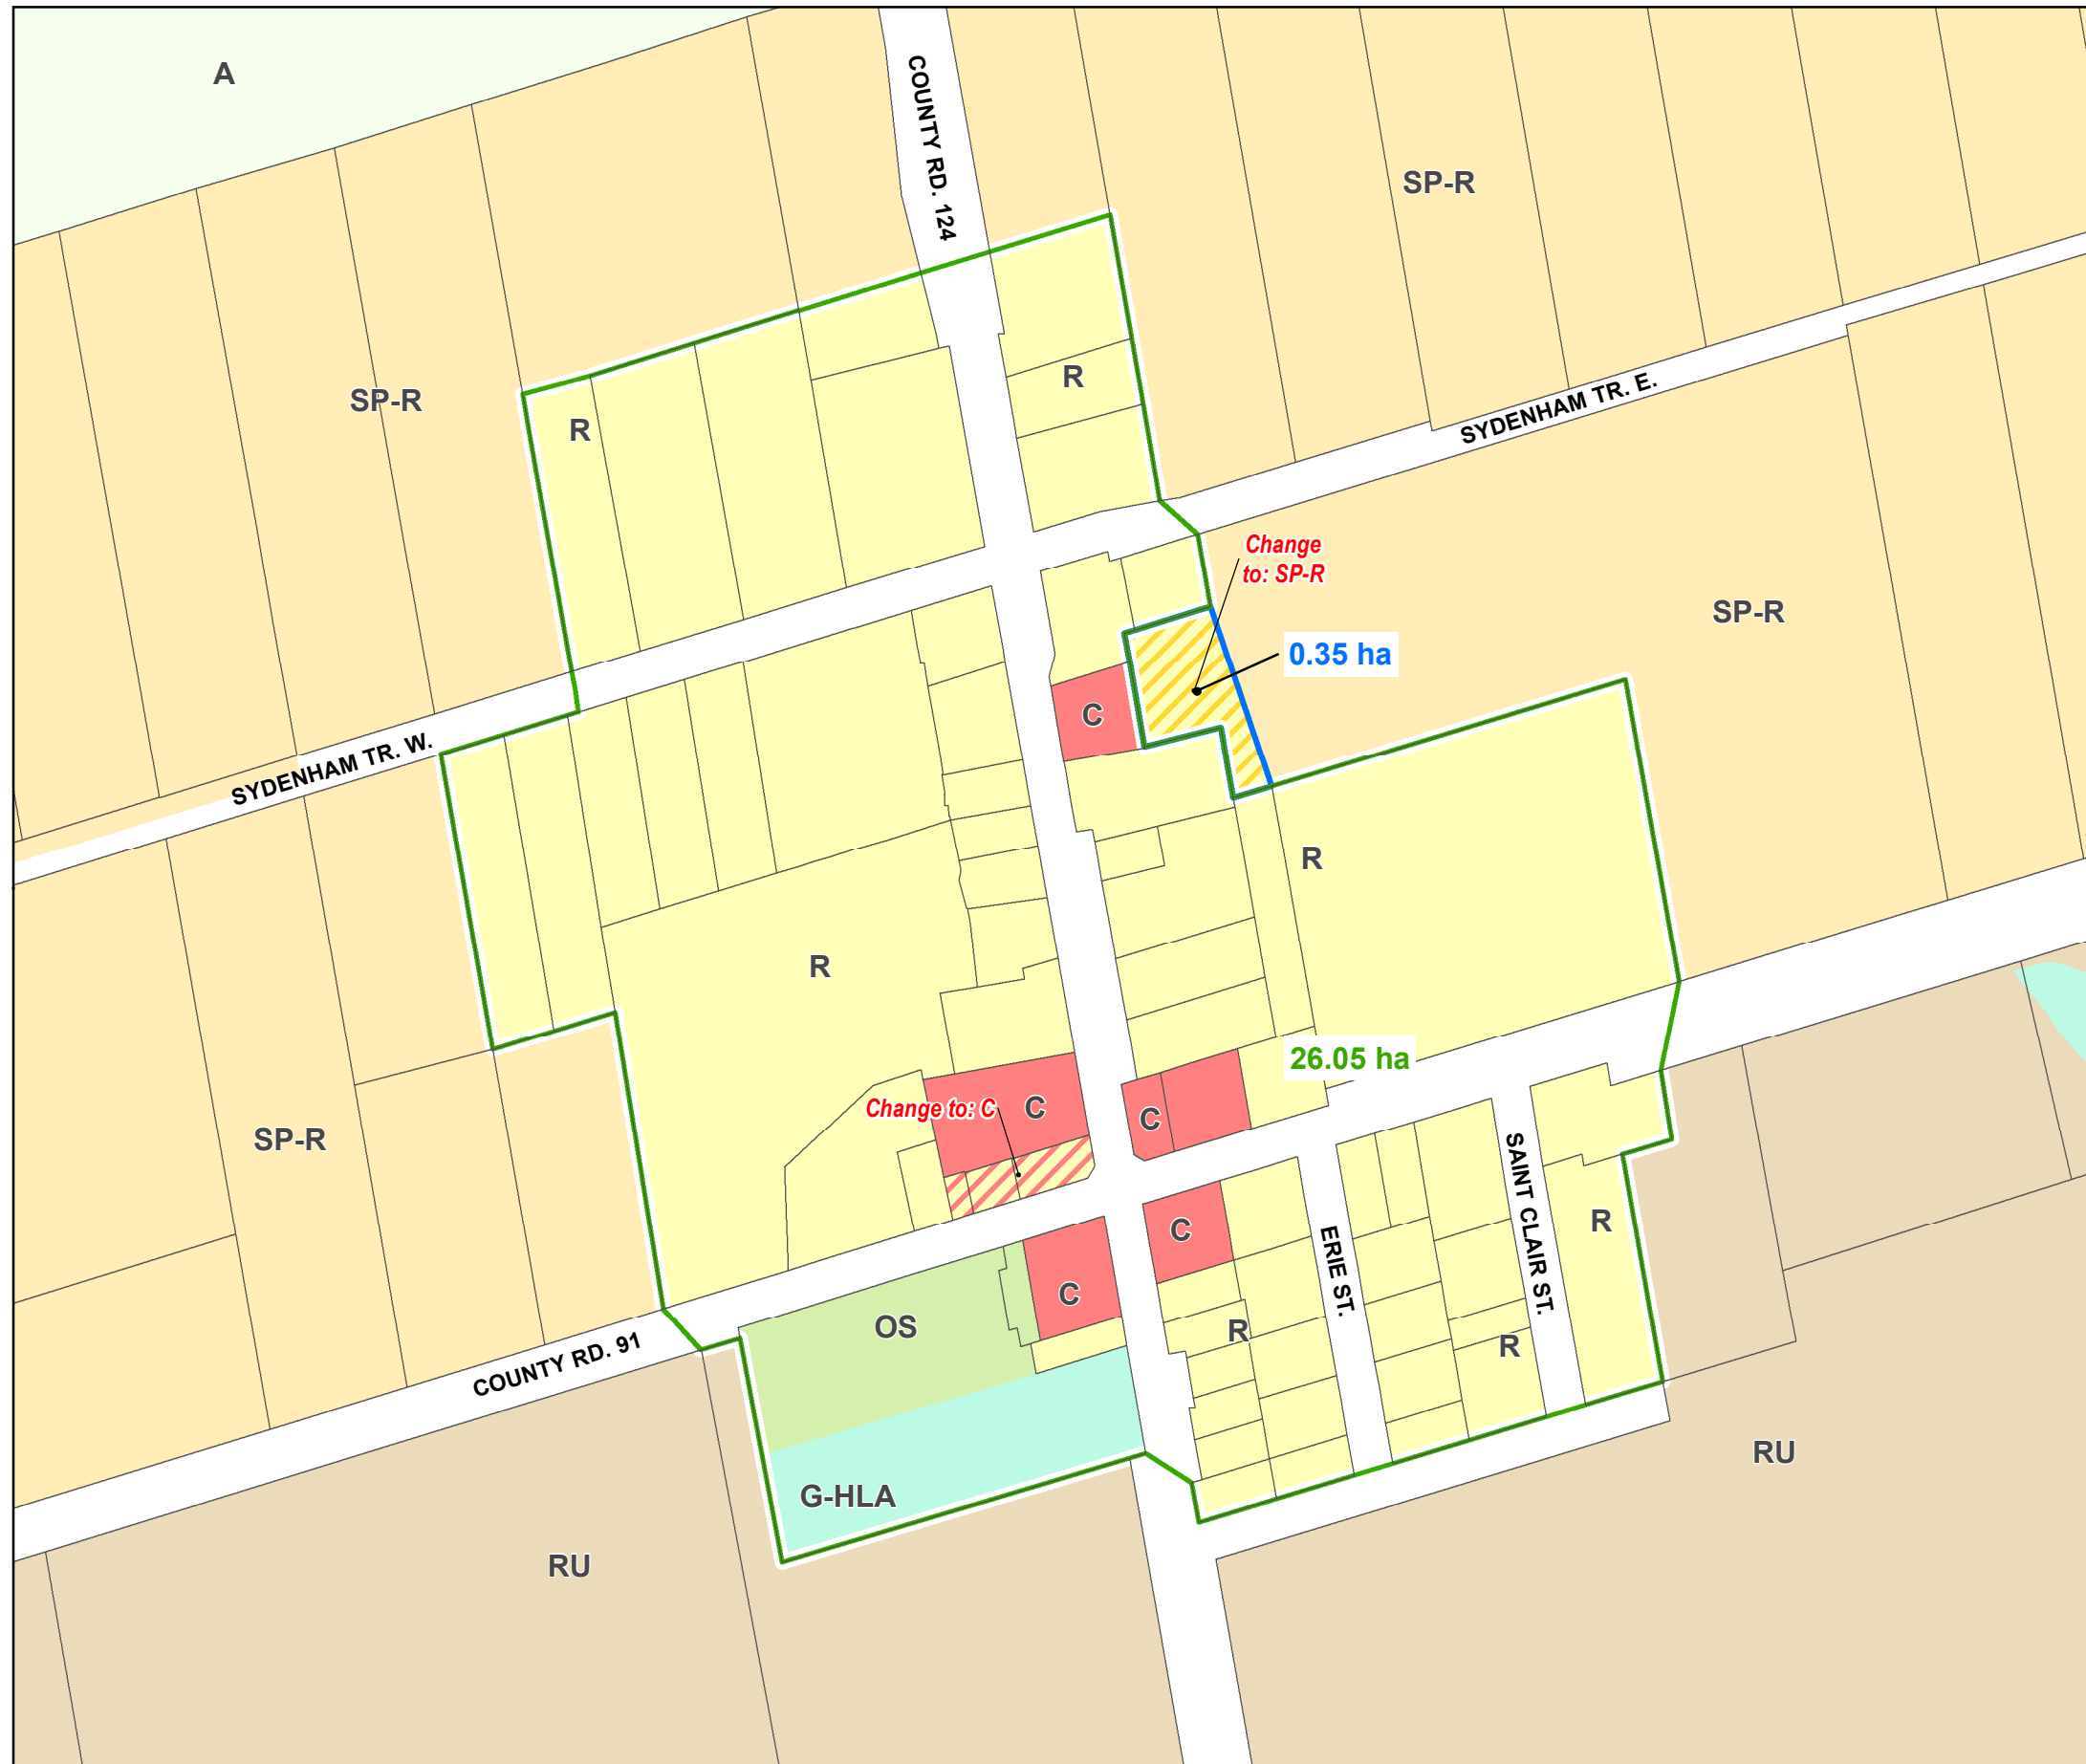 A
COUNTY RD. 124
SP-R
R
SP-R
R
SYDENHAM TR. E.
Change
to: SP-R
SP-R
0.35 ha
C
SYDENHAM TR. W.
R
R
26.05 ha
C
Change to: C
C
SP-R
SAINT CLAIR ST.
R
C
ERIE ST.
C
OS
R
R
COUNTY RD. 91
RU
G-HLA
RU